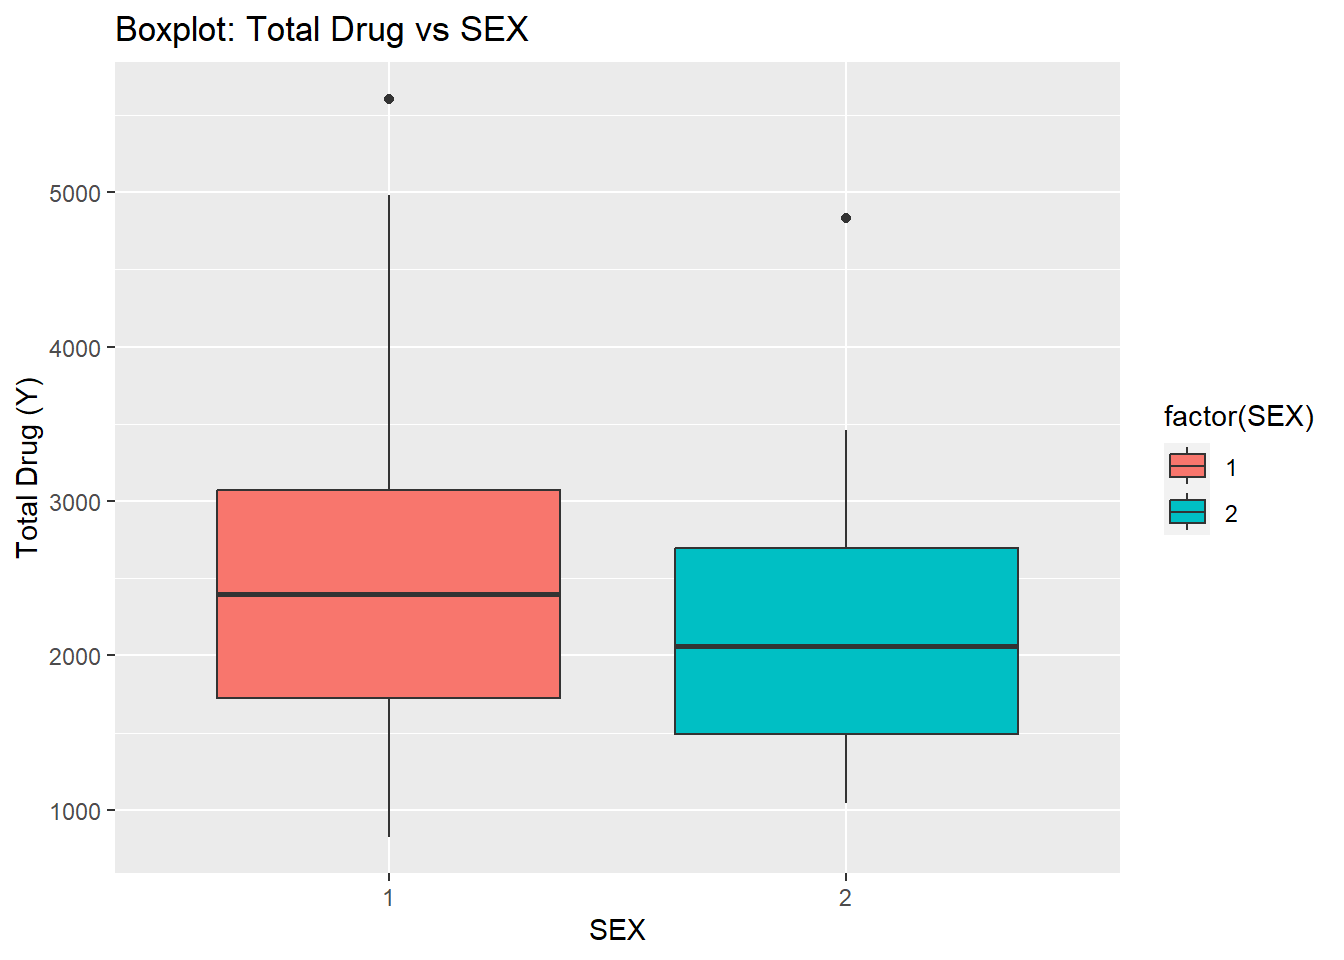 Boxplot: Total Drug vs SEX
Total Drug (Y)
5000
4000
3000
2000
1000
1
2
SEX
factor(SEX)
1
2